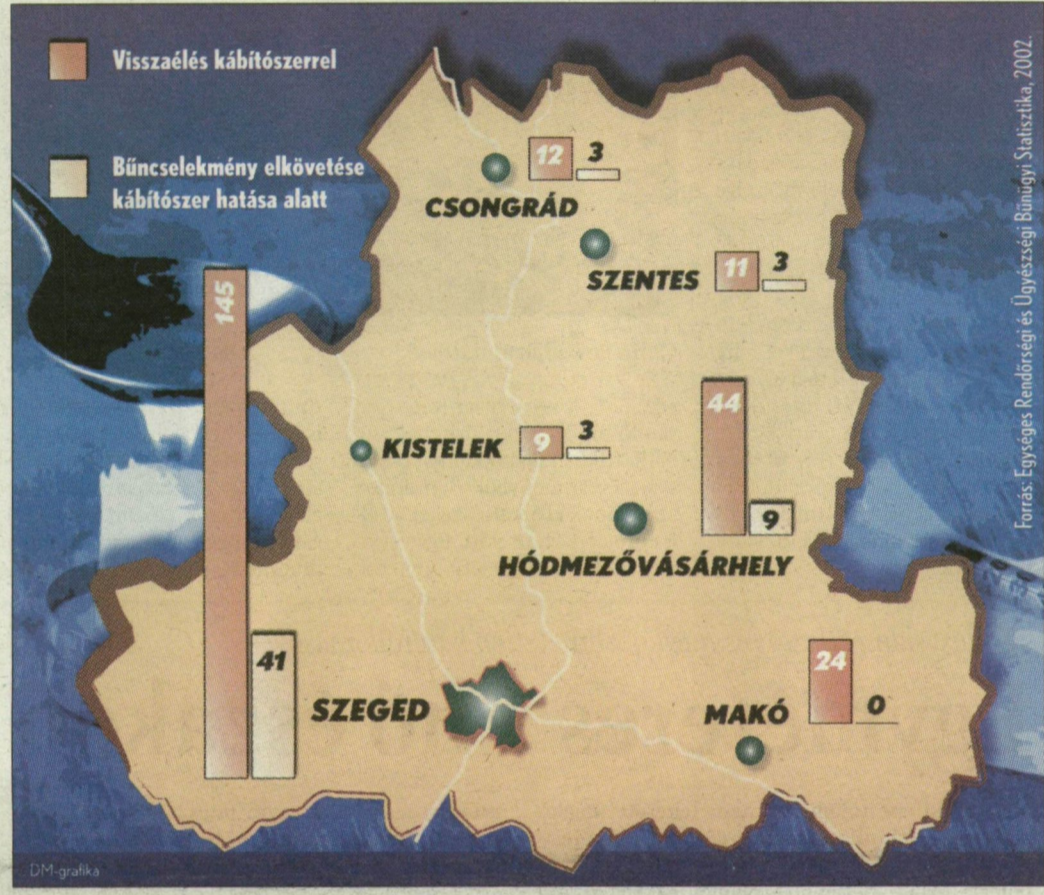 Visszaélés kábítószerrel
Bűncselekmény elkövetése
kábítószer hatása alatt
12 3
CSONGRÁD
SZENTES 11 3
145
KISTELEK 9 3
44
9
HÓDMEZŐVÁSÁRHELY
41
SZEGED
24
MAKÓ 0
Forrás: Egységes Rendőrségi és Ügyészségi Bűnügyi Statisztika, 2002.
DM-grafika